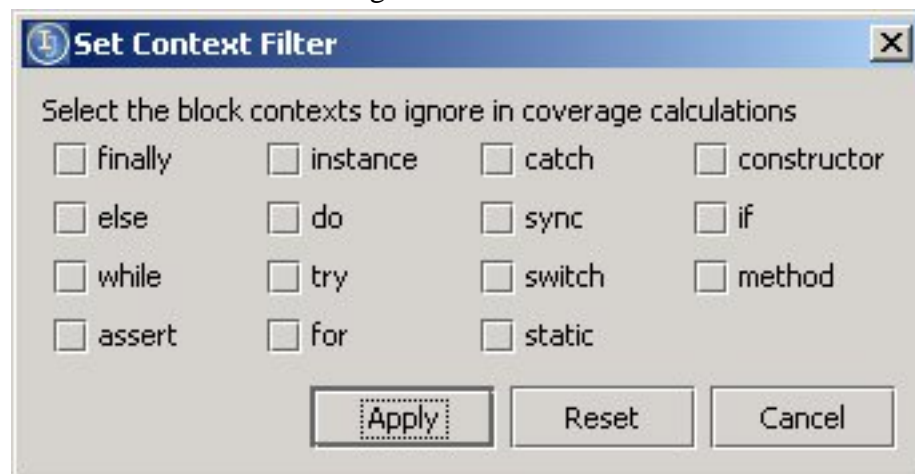 Set Context Filter
Select the block contexts to ignore in coverage calculations
finally instance catch constructor
else do sync if
while try switch method
assert for static
Apply Reset Cancel